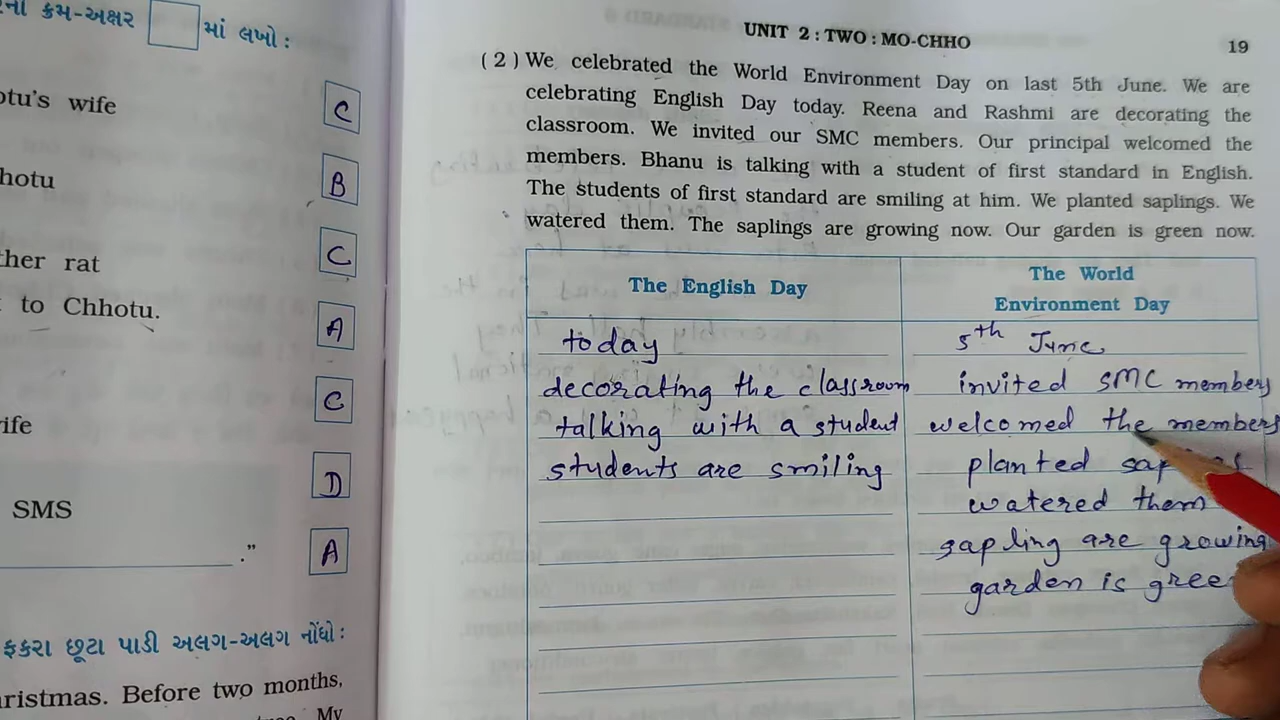 ના ક્રમ-અક્ષર માં લખો :
otu's wife C
hotu B
ther rat C
to Chhotu. A
C
ife
D
SMS
." A
ફકરા છૂટા પાડી અલગ-અલગ નોંધો :
ristmas. Before two months,
My
UNIT 2 : TWO : MO-CHHO 19
( 2 ) We celebrated the World Environment Day on last 5th June. We are
celebrating English Day today. Reena and Rashmi are decorating the
classroom. We invited our SMC members. Our principal welcomed the
members. Bhanu is talking with a student of first standard in English.
The students of first standard are smiling at him. We planted saplings. We
watered them. The saplings are growing now. Our garden is green now.
The English Day
The World
Environment Day
today
decorating the classroom
talking with a student
students are smiling
5th June
invited SMC members
welcomed the members
planted
watered them
sapling are growing
garden is gree